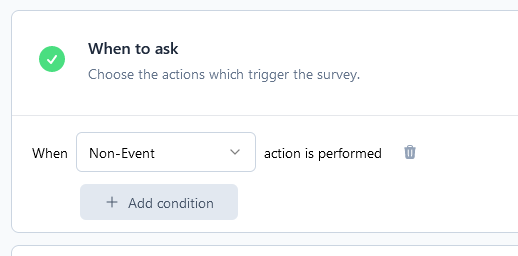 When to ask
Choose the actions which trigger the survey.
When Non-Event action is performed
Add condition